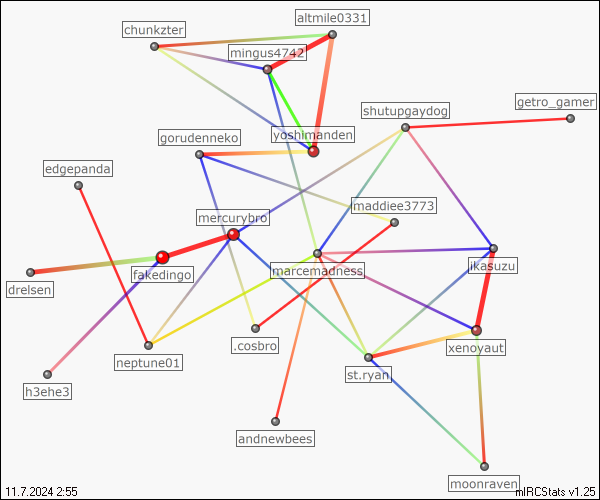 altmile0331
chunkzter
mingus4742
getro_gamer
shutupgaydog
yoshimanden
gorudenneko
edgepanda
maddiee3773
mercurybro
ikasuzu
marcemadness
fakedingo
drelsen
.cosbro
xenoyaut
neptune01
st.ryan
h3ehe3
andnewbees
moonraven
11.7.2024 2:55
mIRCStats v1.25